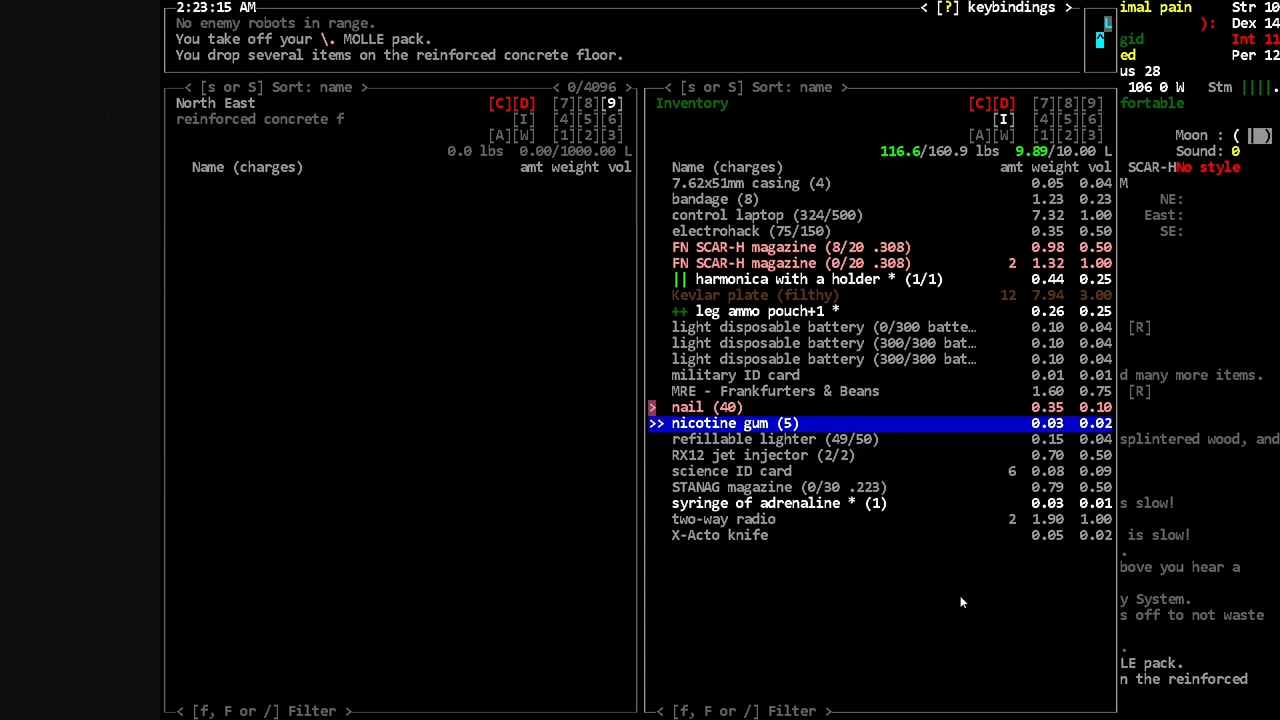 2:23:15 AM < [?] keybindings > imal pain Str 10
No enemy robots in range. L ): Dex 14
You take off your \. MOLLE pack. ^ gid Int 11
You drop several items on the reinforced concrete floor. ed Per 12
us 28
< [s or S] Sort: name > 0/4096 > < [s or S] Sort: name > 106 0 W Stm ||||.
North East [C][D] [7][8][9] Inventory [C][D] [7][8][9] fortable
reinforced concrete f [I] [4][5][6] [I] [4][5][6]
[A][W] [1][2][3] [A][W] [1][2][3] Moon : ( | )
0.0 lbs 0.00/1000.00 L 116.6/160.9 lbs 9.89/10.00 L Sound: 0
Name (charges) amt weight vol Name (charges) amt weight vol SCAR-HNo style
7.62x51mm casing (4) 0.05 0.04 M
bandage (8) 1.23 0.23 NE:
control laptop (324/500) 7.32 1.00 East:
electrohack (75/150) 0.35 0.50 SE:
FN SCAR-H magazine (8/20 .308) 0.98 0.50
FN SCAR-H magazine (0/20 .308) 2 1.32 1.00
|| harmonica with a holder * (1/1) 0.44 0.25
Kevlar plate (filthy) 12 7.94 3.00
++ leg ammo pouch+1 * 0.26 0.25
light disposable battery (0/300 batte… 0.10 0.04 [R]
light disposable battery (300/300 bat… 0.10 0.04
light disposable battery (300/300 bat… 0.10 0.04
military ID card 0.01 0.01 d many more items.
MRE - Frankfurters & Beans 1.60 0.75 [R]
> nail (40) 0.35 0.10
>> nicotine gum (5) 0.03 0.02
refillable lighter (49/50) 0.15 0.04 splintered wood, and
RX12 jet injector (2/2) 0.70 0.50
science ID card 6 0.08 0.09
STANAG magazine (0/30 .223) 0.79 0.50
syringe of adrenaline * (1) 0.03 0.01 s slow!
two-way radio 2 1.90 1.00
X-Acto knife 0.05 0.02 is slow!
.
bove you hear a
y System.
s off to not waste
.
LE pack.
n the reinforced
< [f, F or /] Filter > < [f, F or /] Filter >